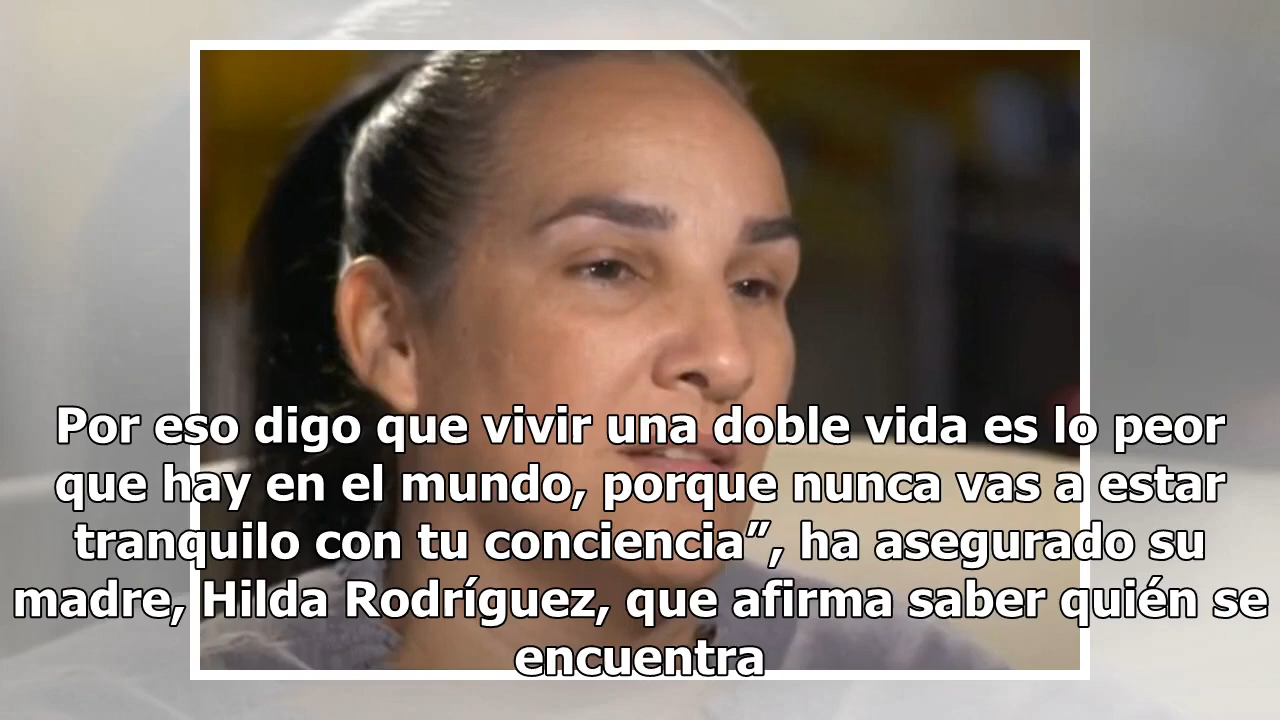 Por eso digo que vivir una doble vida es lo peor
que hay en el mundo, porque nunca vas a estar
tranquilo con tu conciencia”, ha asegurado su
madre, Hilda Rodríguez, que afirma saber quién se
encuentra